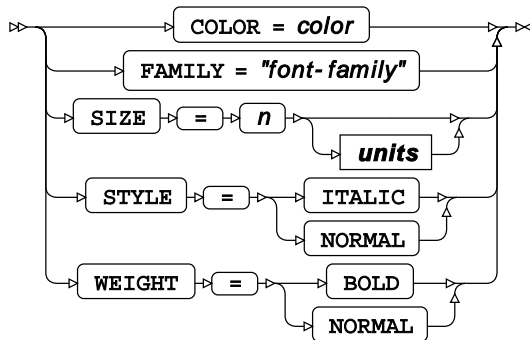 COLOR = color
FAMILY = "font-family"
SIZE = n
units
STYLE = ITALIC
NORMAL
WEIGHT = BOLD
NORMAL